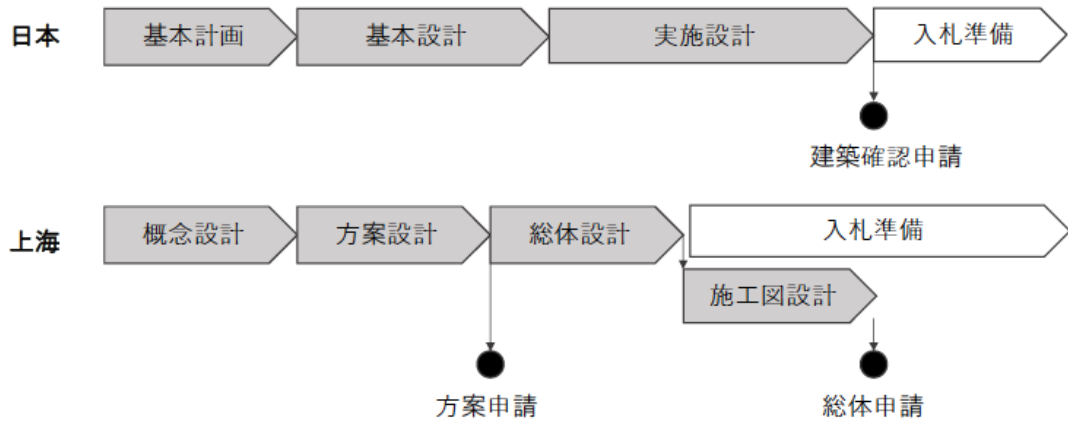 日本
基本計画
基本設計
実施設計
入札準備
建築確認申請
上海
概念設計
方案設計
総体設計
入札準備
施工図設計
方案申請
総体申請